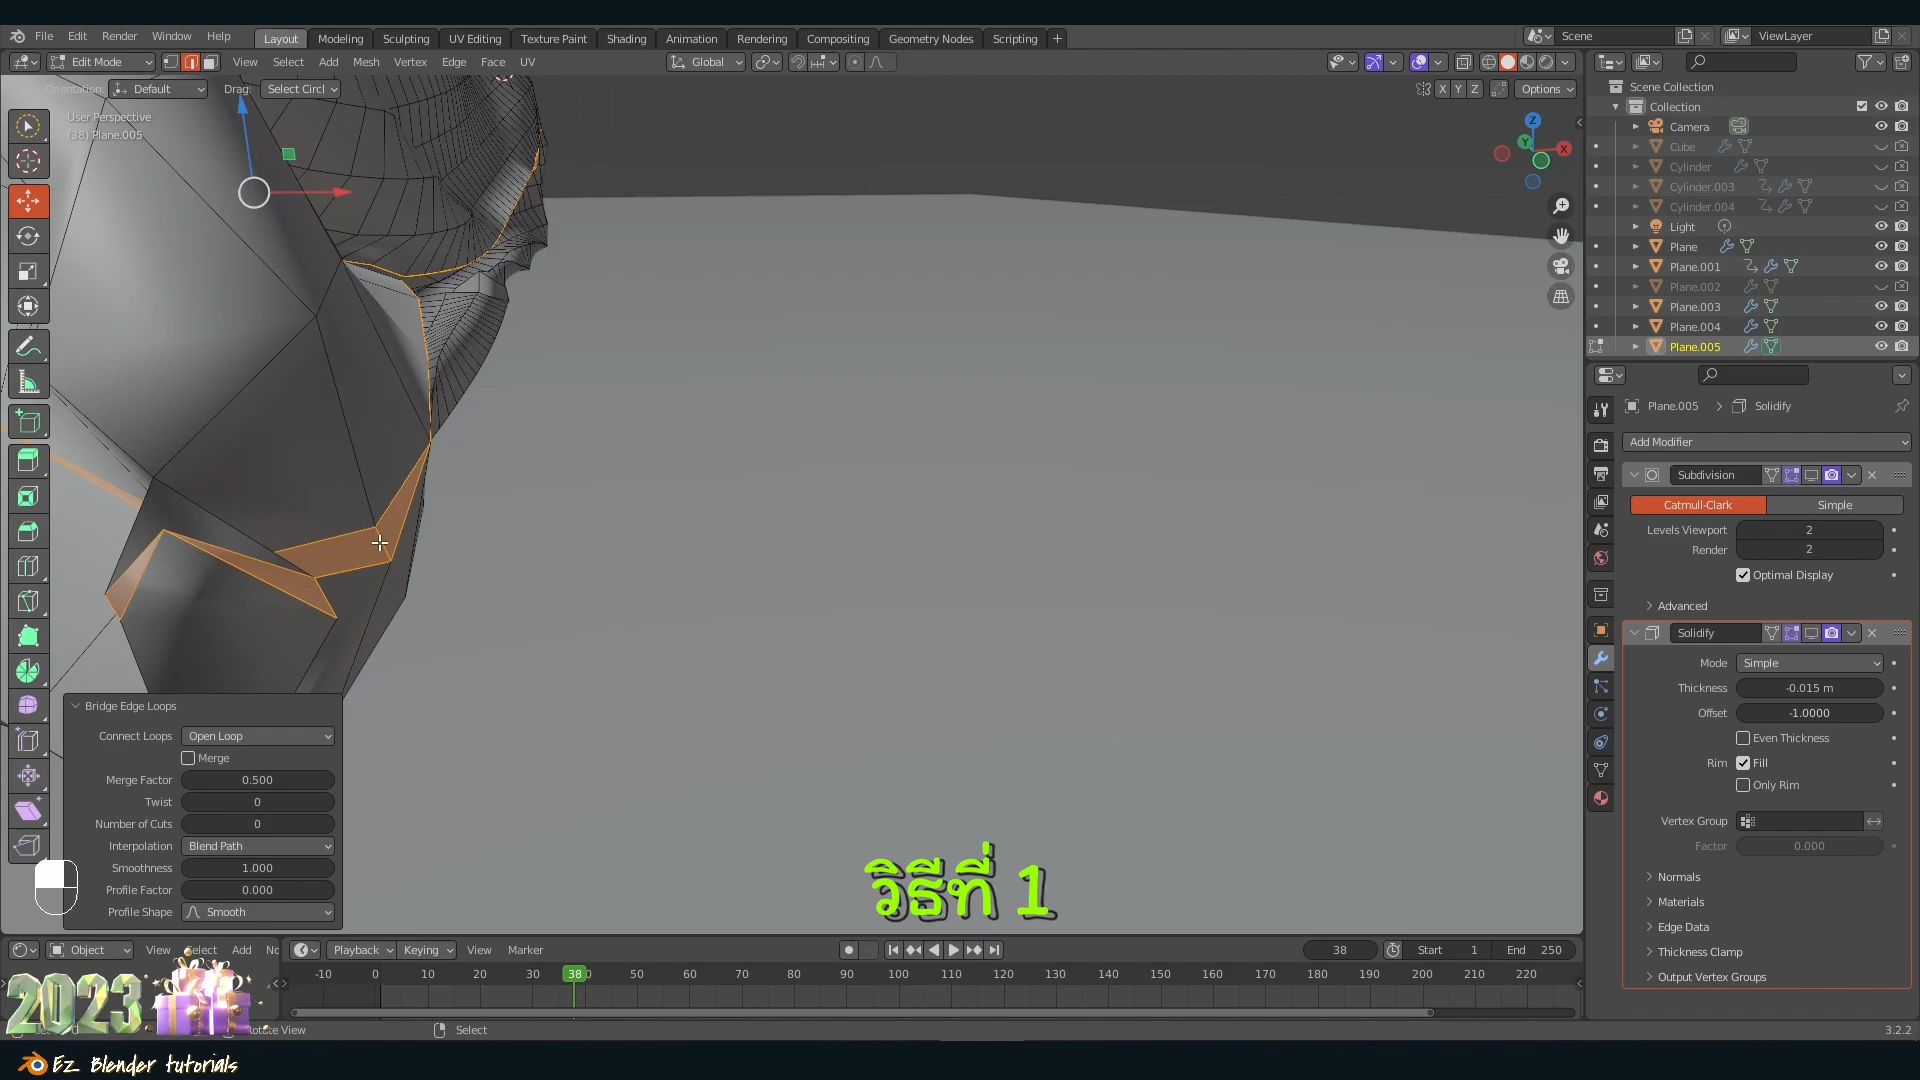 File Edit Render Window Help Layout Modeling Sculpting UV Editing Texture Paint Shading Animation Rendering Compositing Geometry Nodes Scripting + Scene ViewLayer
Edit Mode View Select Add Mesh Vertex Edge Face UV Global
Orientation: Default Drag: Select Circl X Y Z Options
User Perspective
(38) Plane.005
Z
Y
X
Scene Collection
Collection
Camera
Cube
Cylinder
Cylinder.003
Cylinder.004
Light
Plane
Plane.001
Plane.002
Plane.003
Plane.004
Plane.005
Plane.005 > Solidify
Add Modifier
Subdivision
Catmull-Clark Simple
Levels Viewport 2
Render 2
Optimal Display
Advanced
Solidify
Mode Simple
Thickness -0.015 m
Offset -1.0000
Even Thickness
Rim Fill
Only Rim
Vertex Group
Factor 0.000
Normals
Materials
Edge Data
Thickness Clamp
Output Vertex Groups
Bridge Edge Loops
Connect Loops Open Loop
Merge
Merge Factor 0.500
Twist 0
Number of Cuts 0
Interpolation Blend Path
Smoothness 1.000
Profile Factor 0.000
Profile Shape Smooth
วิธีที่ 1
Object View Select Add Playback Keying View Marker 38 Start 1 End 250
-10 0 10 20 38 50 60 70 80 90 100 110 120 130 140 150 160 170 180 190 200 210 220
2023
Rotate View Select 3.2.2
Ez Blender tutorials